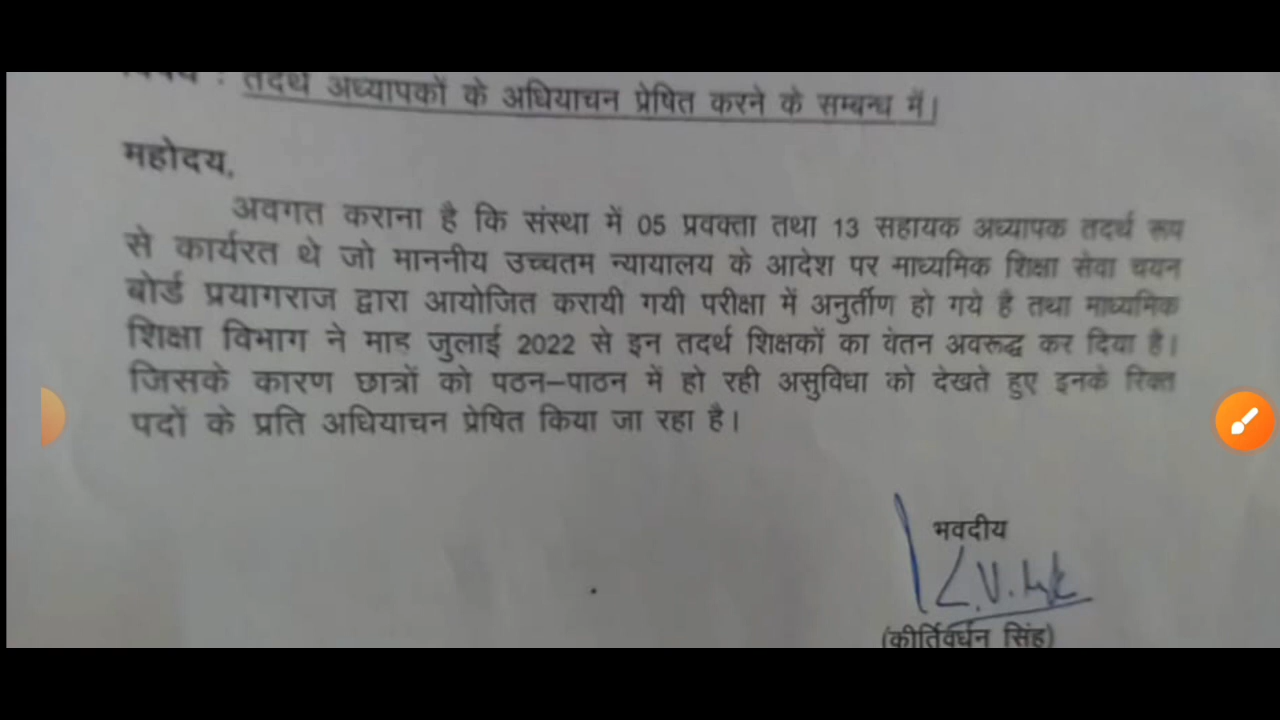 विषय : तदर्थ अध्यापकों के अधियाचन प्रेषित करने के सम्बन्ध में।
महोदय,
अवगत कराना है कि संस्था में 05 प्रवक्ता तथा 13 सहायक अध्यापक तदर्थ रूप
से कार्यरत थे जो माननीय उच्चतम न्यायालय के आदेश पर माध्यमिक शिक्षा सेवा चयन
बोर्ड प्रयागराज द्वारा आयोजित करायी गयी परीक्षा में अनुर्तीण हो गये है तथा माध्यमिक
शिक्षा विभाग ने माह जुलाई 2022 से इन तदर्थ शिक्षकों का वेतन अवरूद्ध कर दिया है।
जिसके कारण छात्रों को पठन-पाठन में हो रही असुविधा को देखते हुए इनके रिक्त
पदों के प्रति अधियाचन प्रेषित किया जा रहा है।
भवदीय
(कीर्तिवर्धन सिंह)